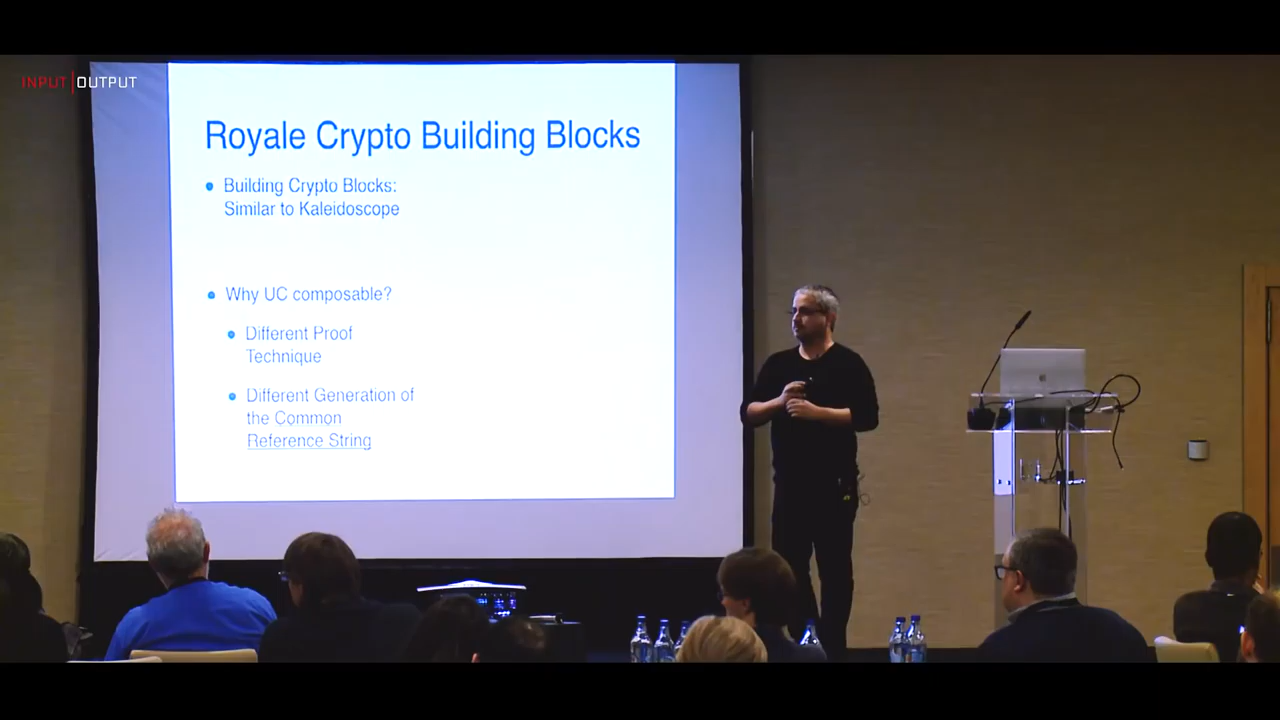 INPUT|OUTPUT
Royale Crypto Building Blocks
Building Crypto Blocks:
Similar to Kaleidoscope
Why UC composable?
Different Proof
Technique
Different Generation of
the Common
Reference String